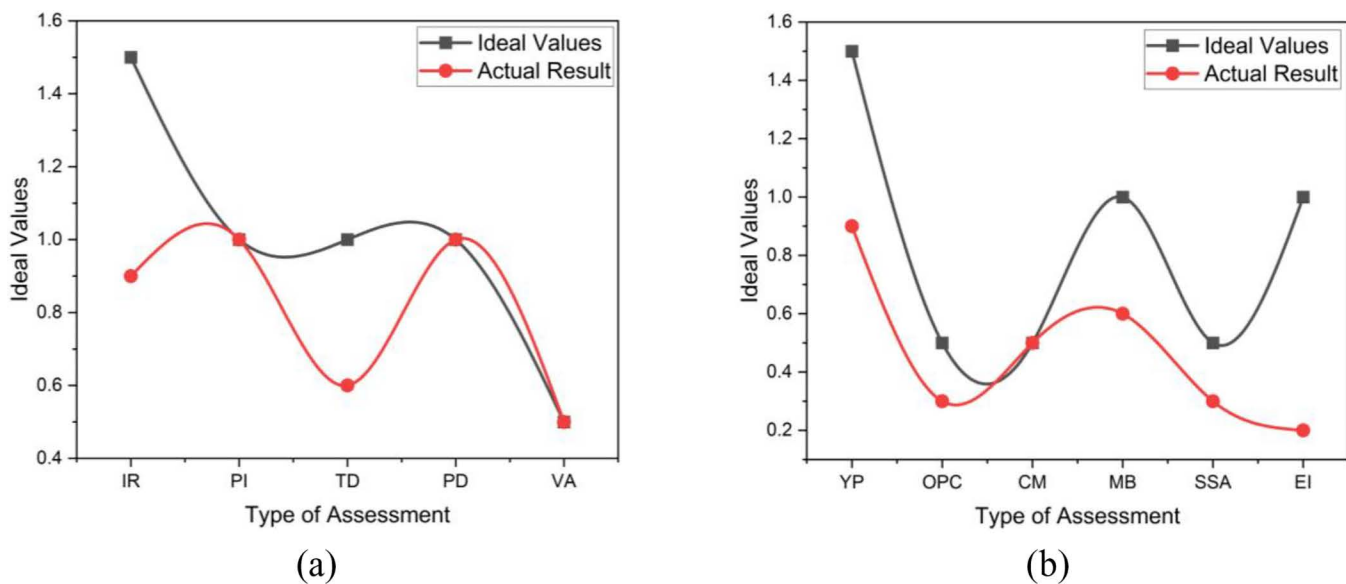 1.6
1.4
1.2
1.0
0.8
0.6
0.4
Ideal Values
Ideal Values
Actual Result
IR PI TD PD VA
Type of Assessment
(a)
1.6
1.4
1.2
1.0
0.8
0.6
0.4
0.2
Ideal Values
Ideal Values
Actual Result
YP OPC CM MB SSA EI
Type of Assessment
(b)